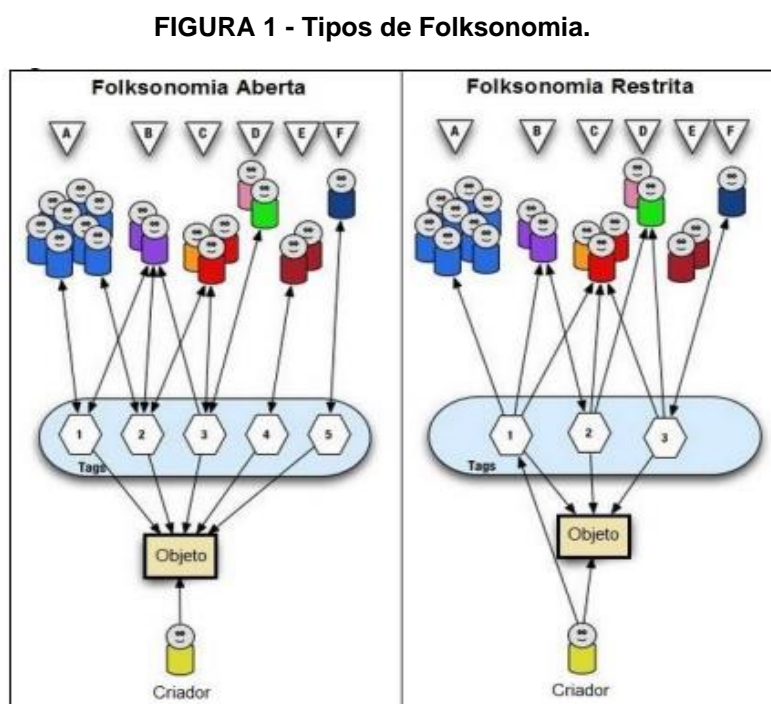 FIGURA 1 - Tipos de Folksonomia.
Folksonomia Aberta
A B C D E F
1 2 3 4 5
Tags
Objeto
Criador
Folksonomia Restrita
A B C D E F
1 2 3
Tags
Objeto
Criador